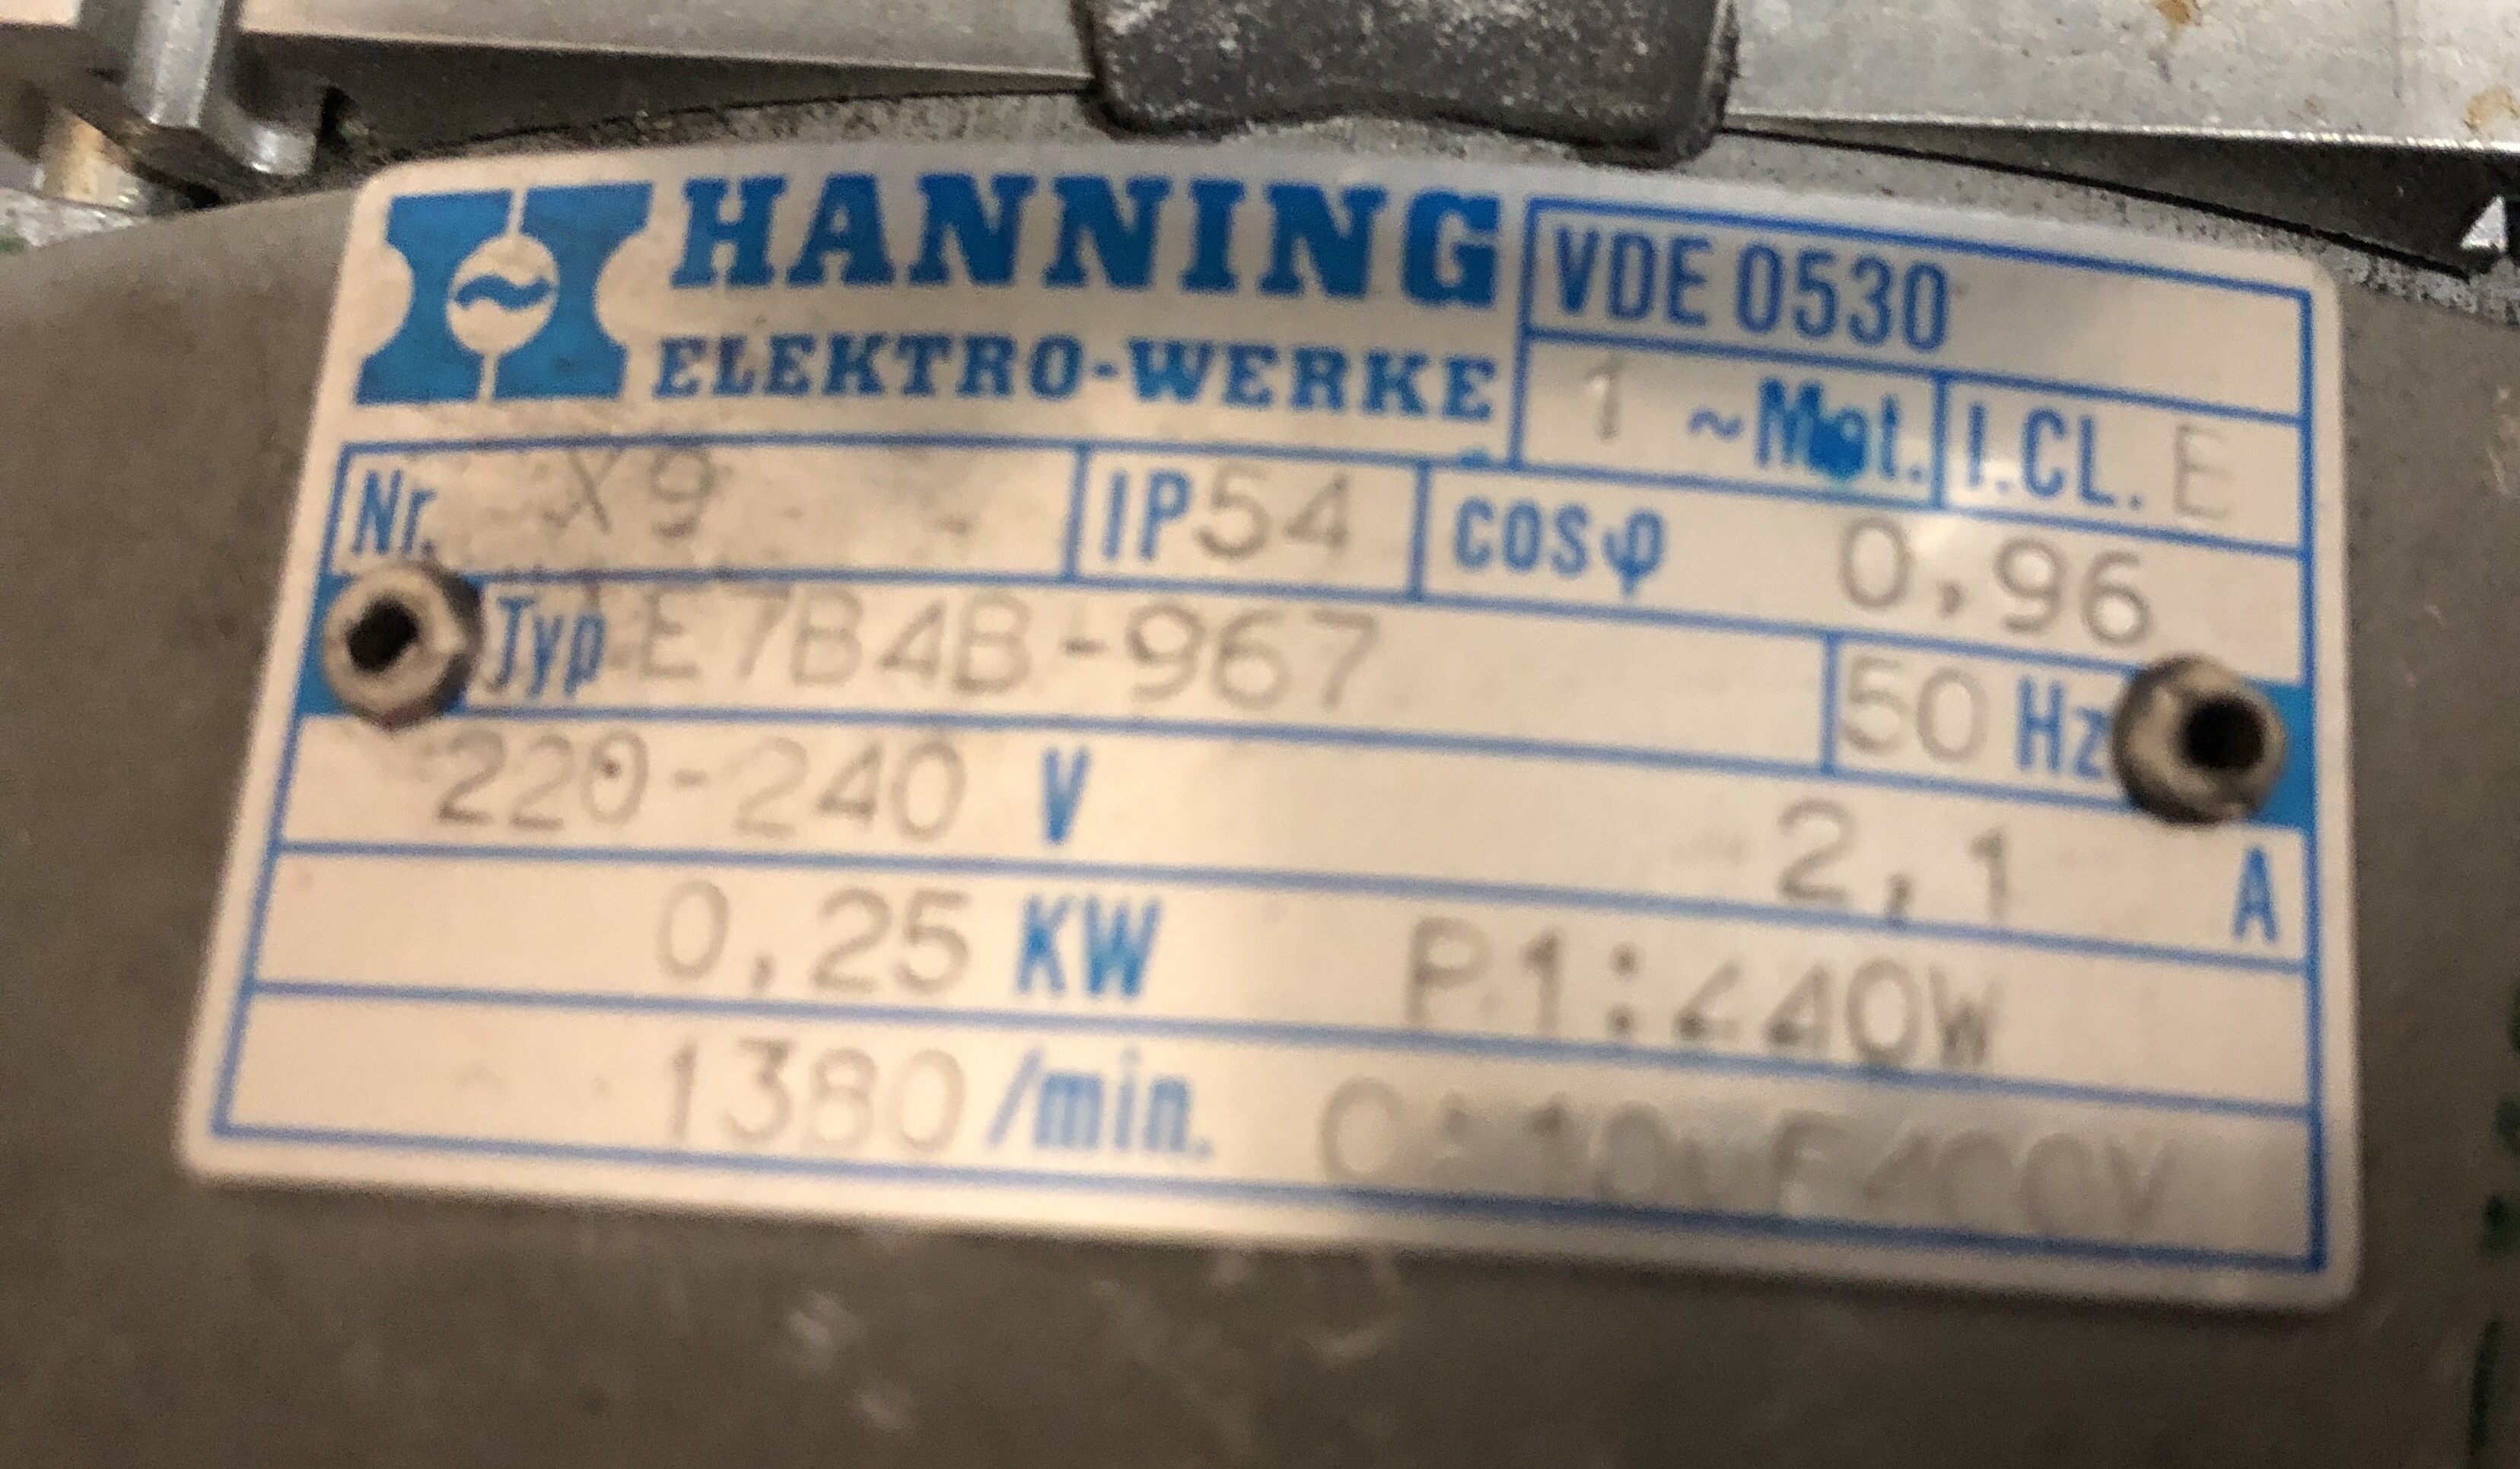 HANNING
ELEKTRO-WERKE
VDE 0530
1 ~ Mot. I.CL. E
Nr. X9 IP54 cosφ 0,96
Typ E7B4B-967 50 Hz
220-240 V 2,1 A
0,25 KW P1:440W
1380 /min.